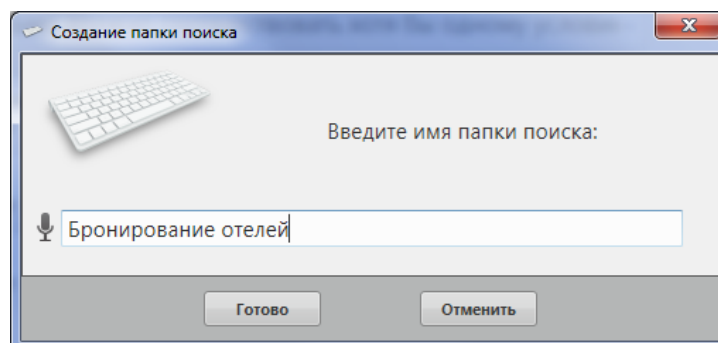 Создание папки поиска
Введите имя папки поиска:
Бронирование отелей
Готово
Отменить